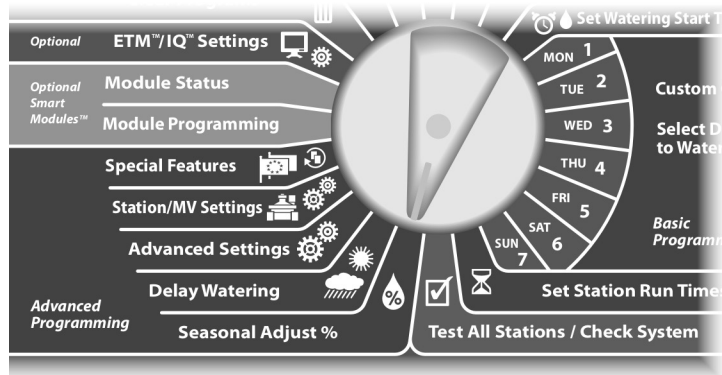 Set Watering Start
Optional
ETM™/IQ™ Settings
Optional
Smart
Modules™
Module Status
Module Programming
Special Features
Station/MV Settings
Advanced Settings
Delay Watering
Seasonal Adjust %
Advanced
Programming
%
MON 1
TUE 2
WED 3
THU 4
FRI 5
SAT 6
SUN 7
Custom
Select D
to Water
Basic
Programm
Set Station Run Times
Test All Stations / Check System